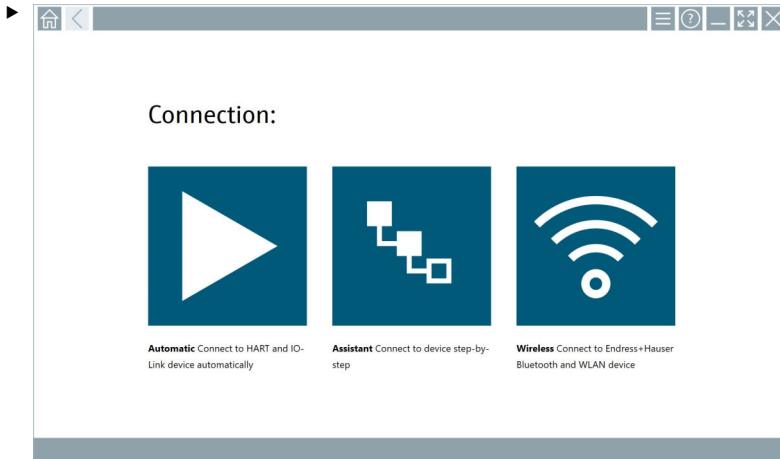 Connection:
Automatic Connect to HART and IO-
Link device automatically
Assistant Connect to device step-by-
step
Wireless Connect to Endress+Hauser
Bluetooth and WLAN device